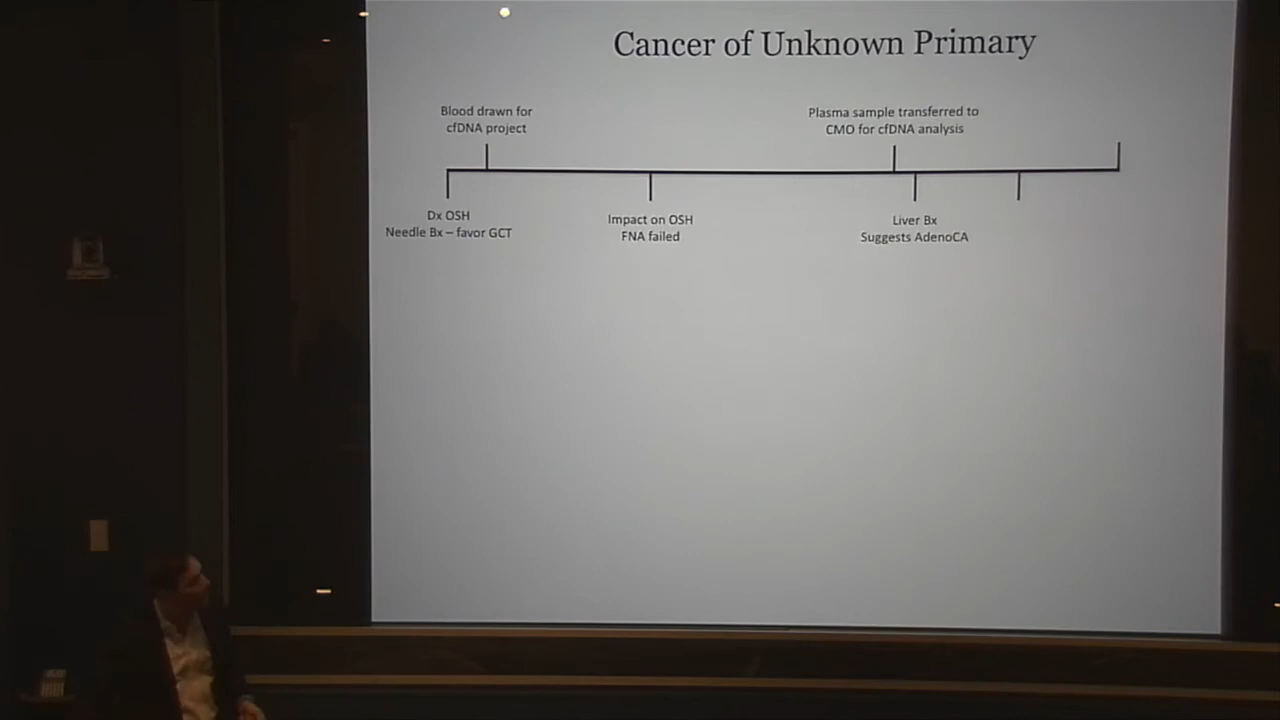 Cancer of Unknown Primary
Blood drawn for
cfDNA project
Plasma sample transferred to
CMO for cfDNA analysis
Dx OSH
Needle Bx – favor GCT
Impact on OSH
FNA failed
Liver Bx
Suggests AdenoCA